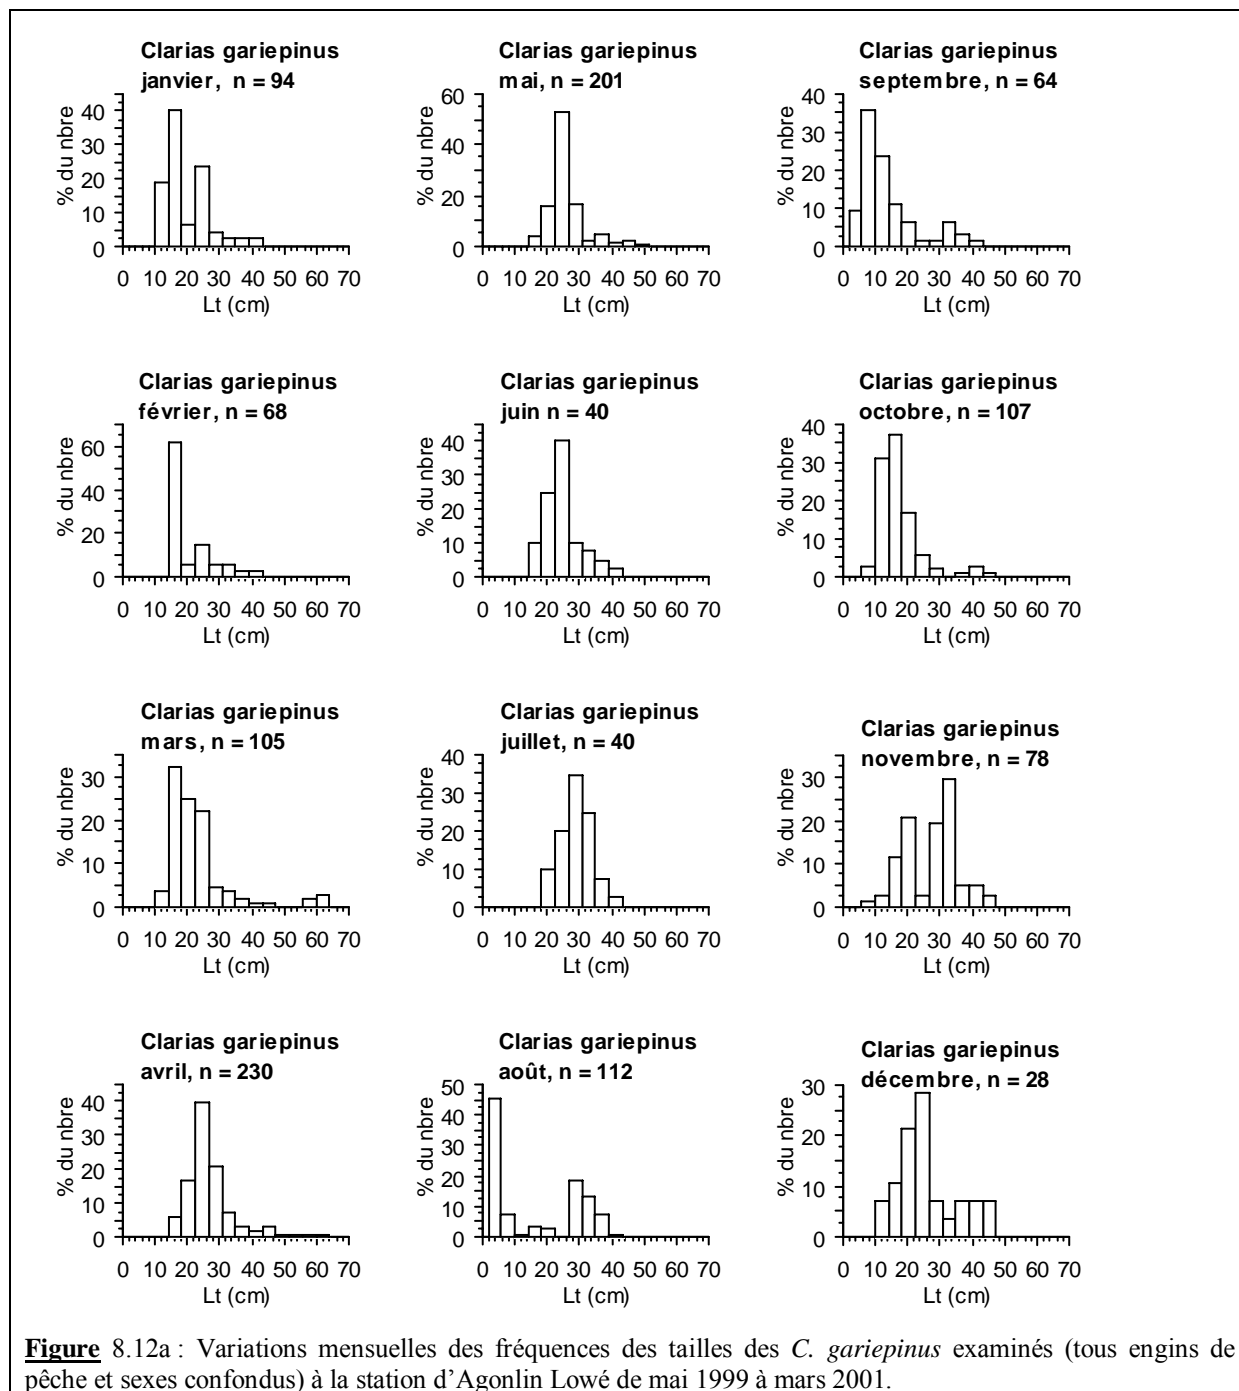 Clarias gariepinus
janvier, n = 94
% du nbre
40
30
20
10
0
0 10 20 30 40 50 60 70
Lt (cm)
Clarias gariepinus
mai, n = 201
% du nbre
60
40
20
0
0 10 20 30 40 50 60 70
Lt (cm)
Clarias gariepinus
septembre, n = 64
% du nbre
40
30
20
10
0
0 10 20 30 40 50 60 70
Lt (cm)
Clarias gariepinus
février, n = 68
% du nbre
60
40
20
0
0 10 20 30 40 50 60 70
Lt (cm)
Clarias gariepinus
juin n = 40
% du nbre
40
30
20
10
0
0 10 20 30 40 50 60 70
Lt (cm)
Clarias gariepinus
octobre, n = 107
% du nbre
40
30
20
10
0
0 10 20 30 40 50 60 70
Lt (cm)
Clarias gariepinus
mars, n = 105
% du nbre
30
20
10
0
0 10 20 30 40 50 60 70
Lt (cm)
Clarias gariepinus
juillet, n = 40
% du nbre
40
30
20
10
0
0 10 20 30 40 50 60 70
Lt (cm)
Clarias gariepinus
novembre, n = 78
% du nbre
30
20
10
0
0 10 20 30 40 50 60 70
Lt (cm)
Clarias gariepinus
avril, n = 230
% du nbre
40
30
20
10
0
0 10 20 30 40 50 60 70
Lt (cm)
Clarias gariepinus
août, n = 112
% du nbre
50
40
30
20
10
0
0 10 20 30 40 50 60 70
Lt (cm)
Clarias gariepinus
décembre, n = 28
% du nbre
30
20
10
0
0 10 20 30 40 50 60 70
Lt (cm)
Figure 8.12a : Variations mensuelles des fréquences des tailles des C. gariepinus examinés (tous engins de
pêche et sexes confondus) à la station d'Agonlin Lowé de mai 1999 à mars 2001.